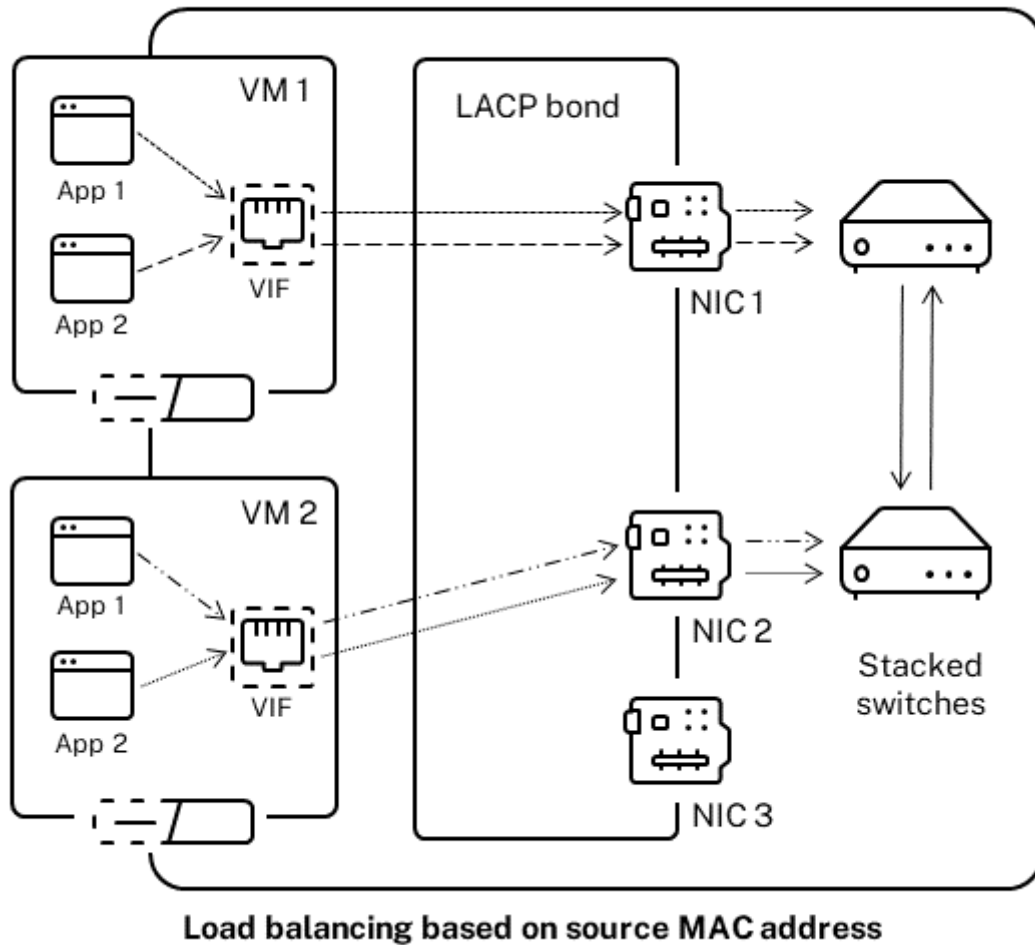 VM 1
LACP bond
App 1
VIF
App 2
NIC 1
VM 2
App 1
NIC 2
VIF
App 2
Stacked
switches
NIC 3
Load balancing based on source MAC address